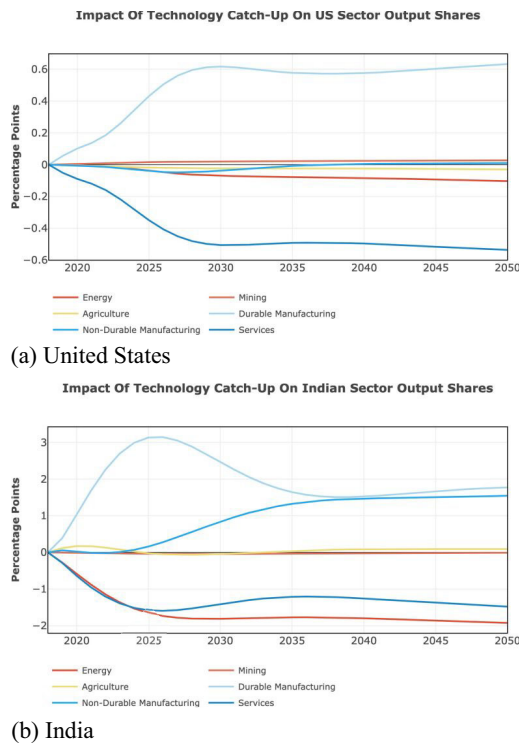 Impact Of Technology Catch-Up On US Sector Output Shares
Percentage Points
0.6
0.4
0.2
0
−0.2
−0.4
−0.6
2020 2025 2030 2035 2040 2045 2050
Energy Mining
Agriculture Durable Manufacturing
Non-Durable Manufacturing Services
(a) United States
Impact Of Technology Catch-Up On Indian Sector Output Shares
Percentage Points
3
2
1
0
−1
−2
2020 2025 2030 2035 2040 2045 2050
Energy Mining
Agriculture Durable Manufacturing
Non-Durable Manufacturing Services
(b) India